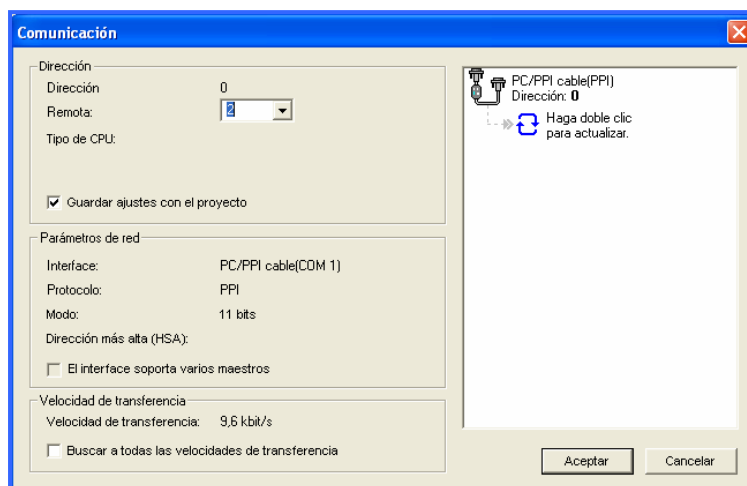 Comunicación
Dirección
Dirección 0
Remota: 2
Tipo de CPU:
Guardar ajustes con el proyecto
Parámetros de red
Interface: PC/PPI cable(COM 1)
Protocolo: PPI
Modo: 11 bits
Dirección más alta (HSA):
El interface soporta varios maestros
Velocidad de transferencia
Velocidad de transferencia: 9,6 kbit/s
Buscar a todas las velocidades de transferencia
PC/PPI cable(PPI)
Dirección: 0
Haga doble clic
para actualizar.
Aceptar Cancelar